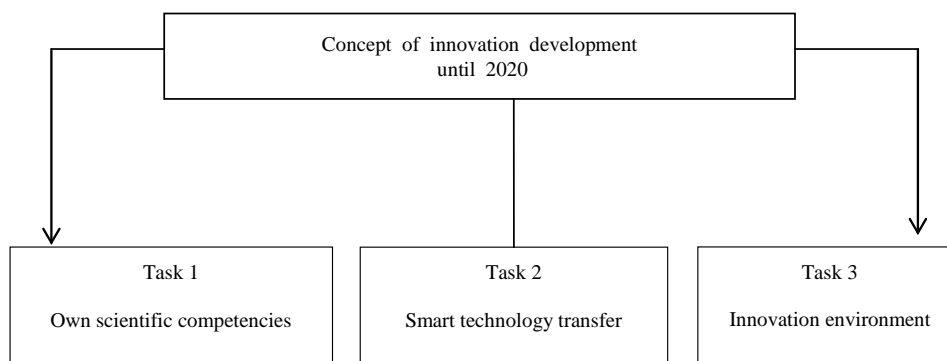 Concept of innovation development
until 2020
Task 1
Own scientific competencies
Task 2
Smart technology transfer
Task 3
Innovation environment